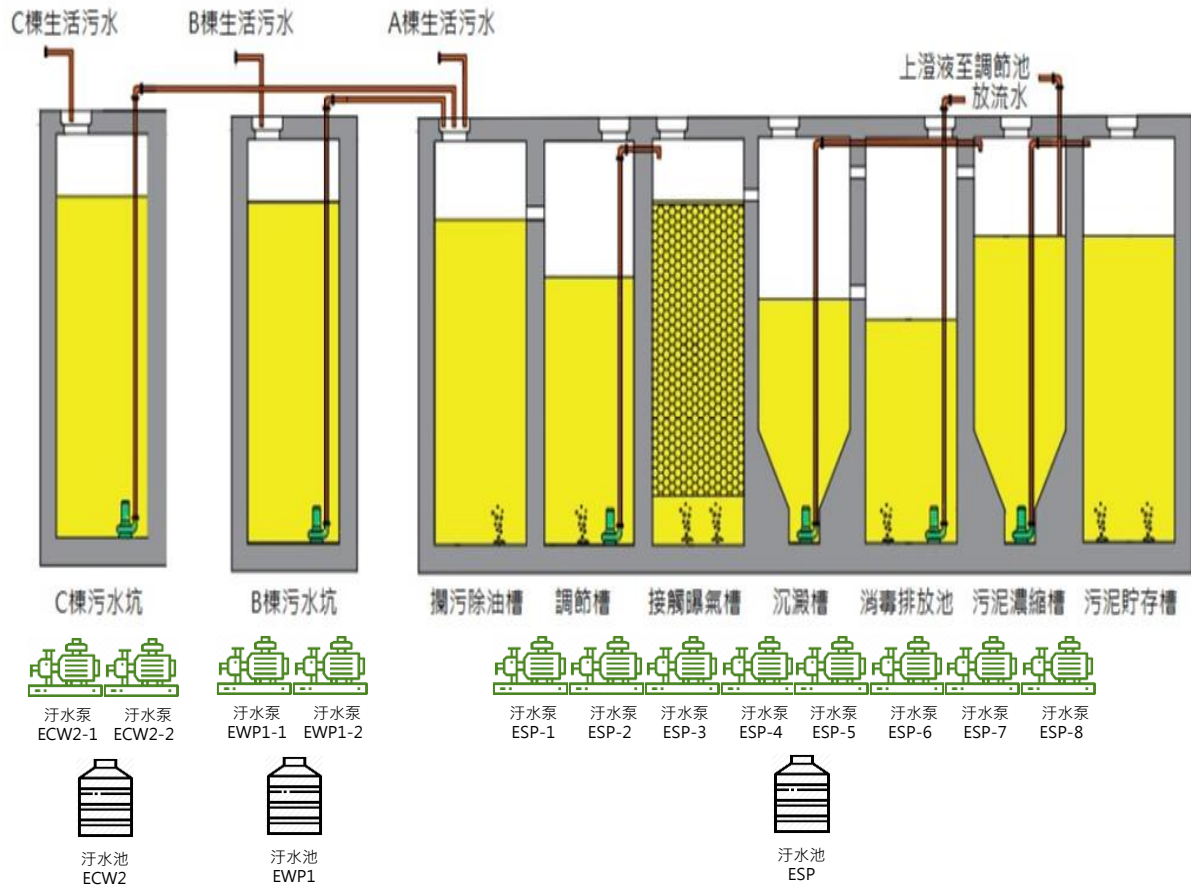 C棟生活污水
B棟生活污水
A棟生活污水
上澄液至調節池
放流水
C棟污水坑
B棟污水坑
攔污除油槽
調節槽
接觸曝氣槽
沉澱槽
消毒排放池
污泥濃縮槽
污泥貯存槽
汙水泵
ECW2-1
汙水泵
ECW2-2
汙水泵
EWP1-1
汙水泵
EWP1-2
汙水泵
ESP-1
汙水泵
ESP-2
汙水泵
ESP-3
汙水泵
ESP-4
汙水泵
ESP-5
汙水泵
ESP-6
汙水泵
ESP-7
汙水泵
ESP-8
汙水池
ECW2
汙水池
EWP1
汙水池
ESP